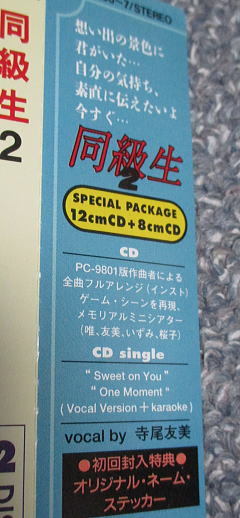 同級生2
7/STEREO
想い出の景色に
君がいた…
自分の気持ち、
素直に伝えたいよ
今すぐ…
同級生
2
SPECIAL PACKAGE
12cmCD+8cmCD
CD
PC-9801版作曲者による
全曲フルアレンジ(インスト)
ゲーム・シーンを再現、
メモリアルミニシアター
(唯、友美、いずみ、桜子)
CD single
" Sweet on You "
" One Moment "
( Vocal Version+karaoke )
vocal by 寺尾友美
●初回封入特典●
オリジナル・ネーム・
ステッカー